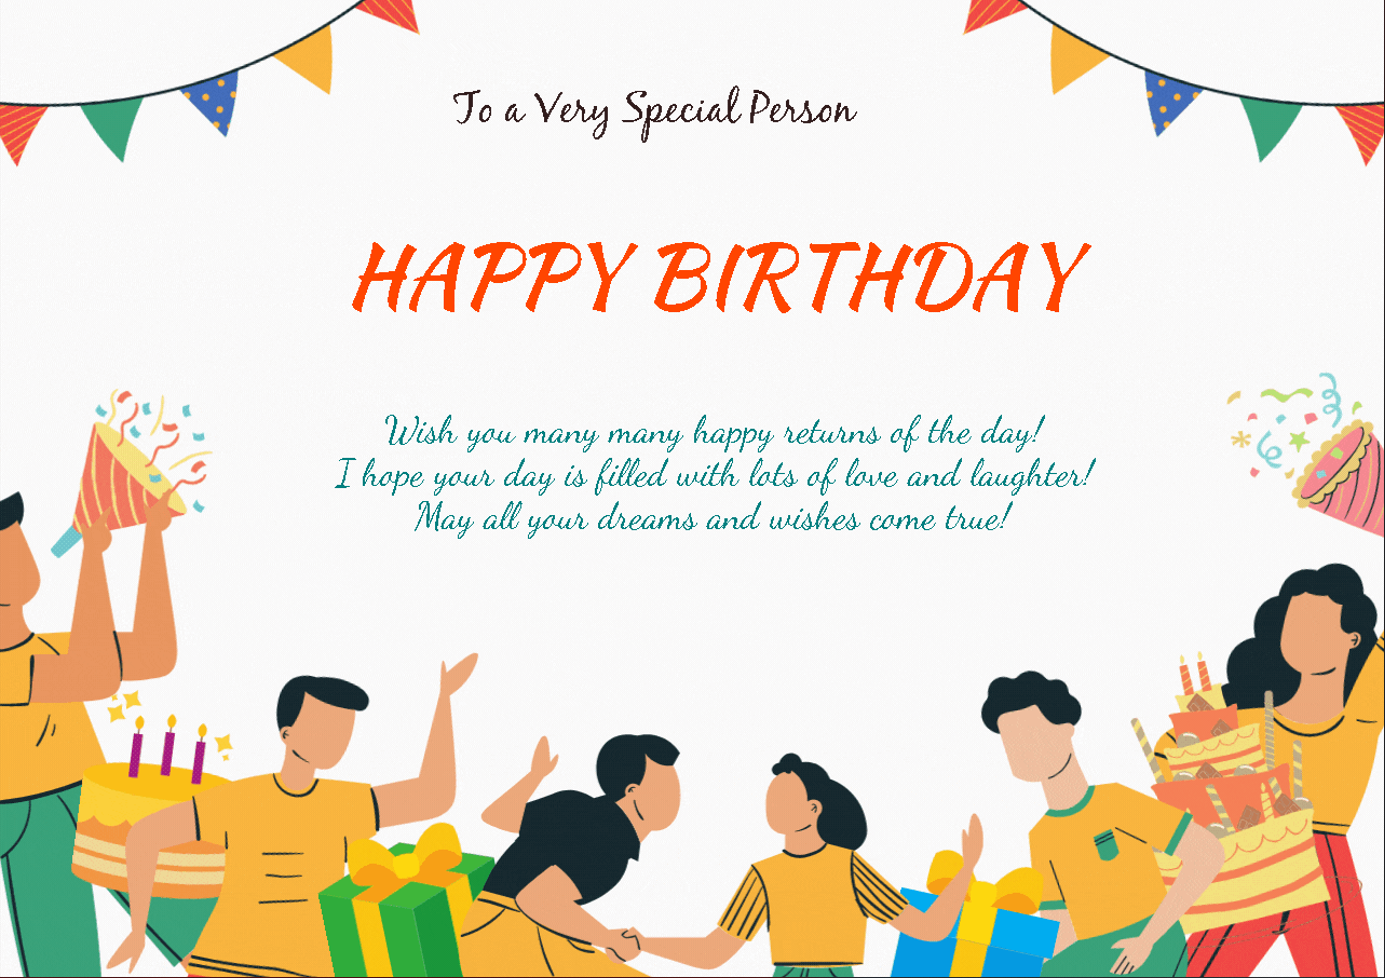 To a Very Special Person
HAPPY BIRTHDAY
Wish you many many happy returns of the day!
I hope your day is filled with lots of love and laughter!
May all your dreams and wishes come true!